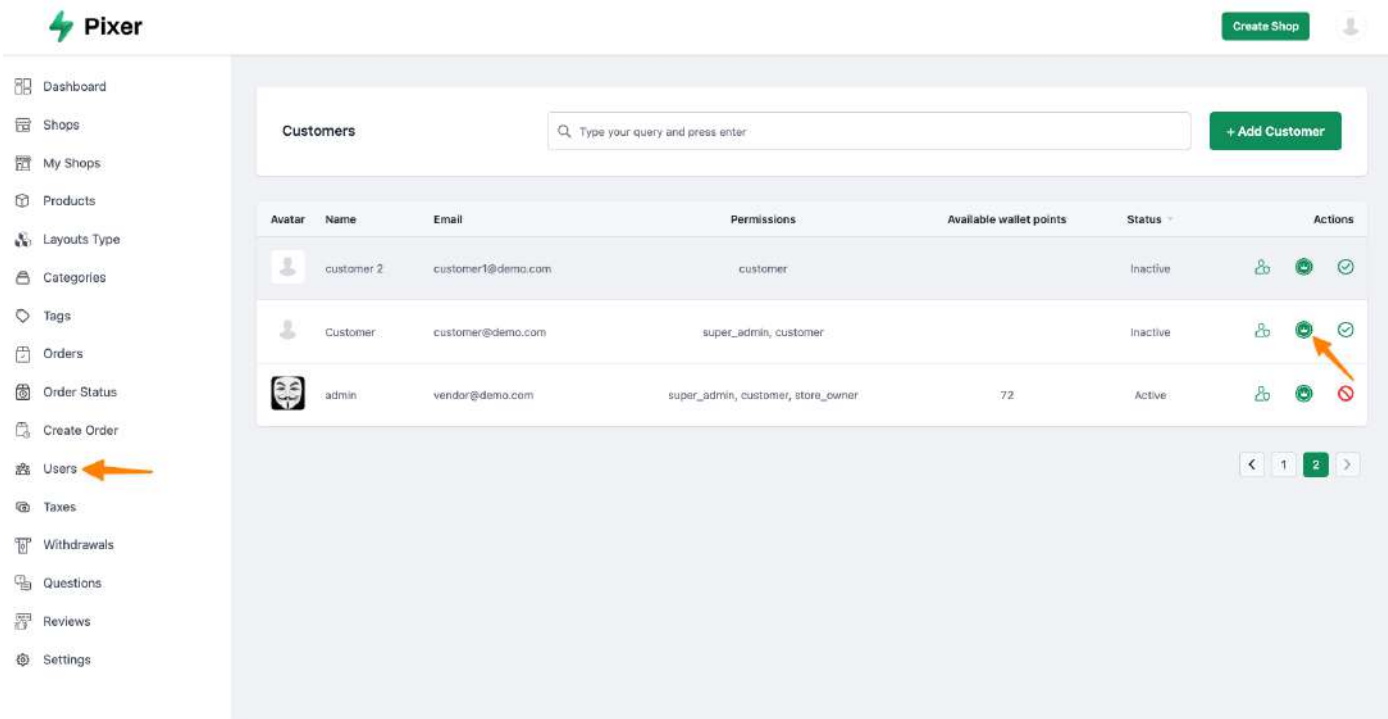 Pixer
Create Shop
Dashboard
Shops
My Shops
Products
Layouts Type
Categories
Tags
Orders
Order Status
Create Order
Users
Taxes
Withdrawals
Questions
Reviews
Settings
Customers
Type your query and press enter
+ Add Customer
Avatar Name Email Permissions Available wallet points Status Actions
customer 2 customer1@demo.com customer Inactive
Customer customer@demo.com super_admin, customer Inactive
admin vendor@demo.com super_admin, customer, store_owner 72 Active
< 1 2 >